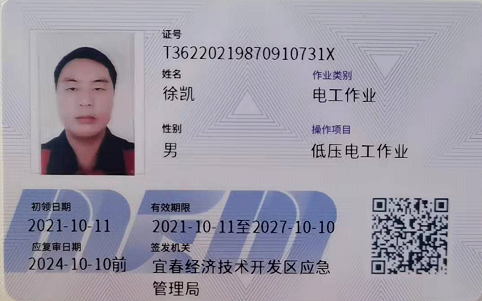 证号
T36220219870910731X
姓名
徐凯
作业类别
电工作业
性别
男
操作项目
低压电工作业
初领日期
2021-10-11
有效期限
2021-10-11至2027-10-10
应复审日期
2024-10-10前
签发机关
宜春经济技术开发区应急
管理局